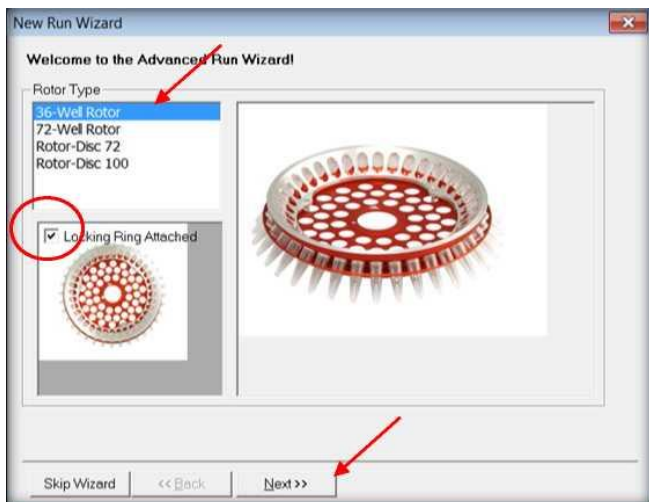 New Run Wizard
Welcome to the Advanced Run Wizard!
Rotor Type
36-Well Rotor
72-Well Rotor
Rotor-Disc 72
Rotor-Disc 100
Locking Ring Attached
Skip Wizard
<< Back
Next >>